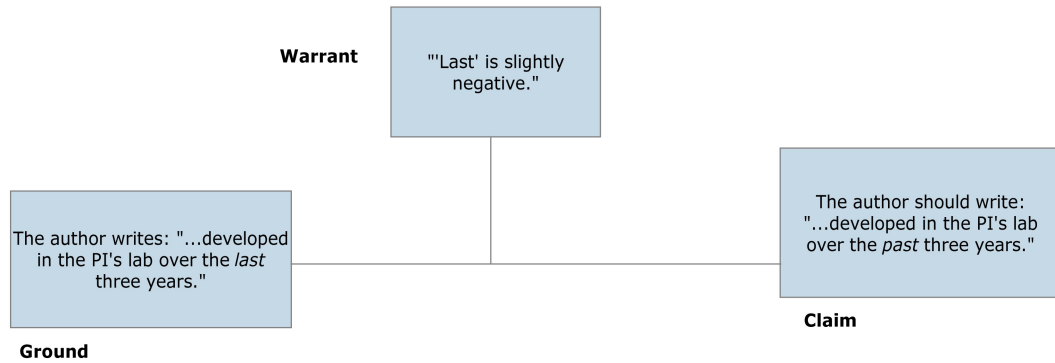 Warrant
"'Last' is slightly
negative."
The author writes: "...developed
in the PI's lab over the last
three years."
Ground
The author should write:
"...developed in the PI's lab
over the past three years."
Claim